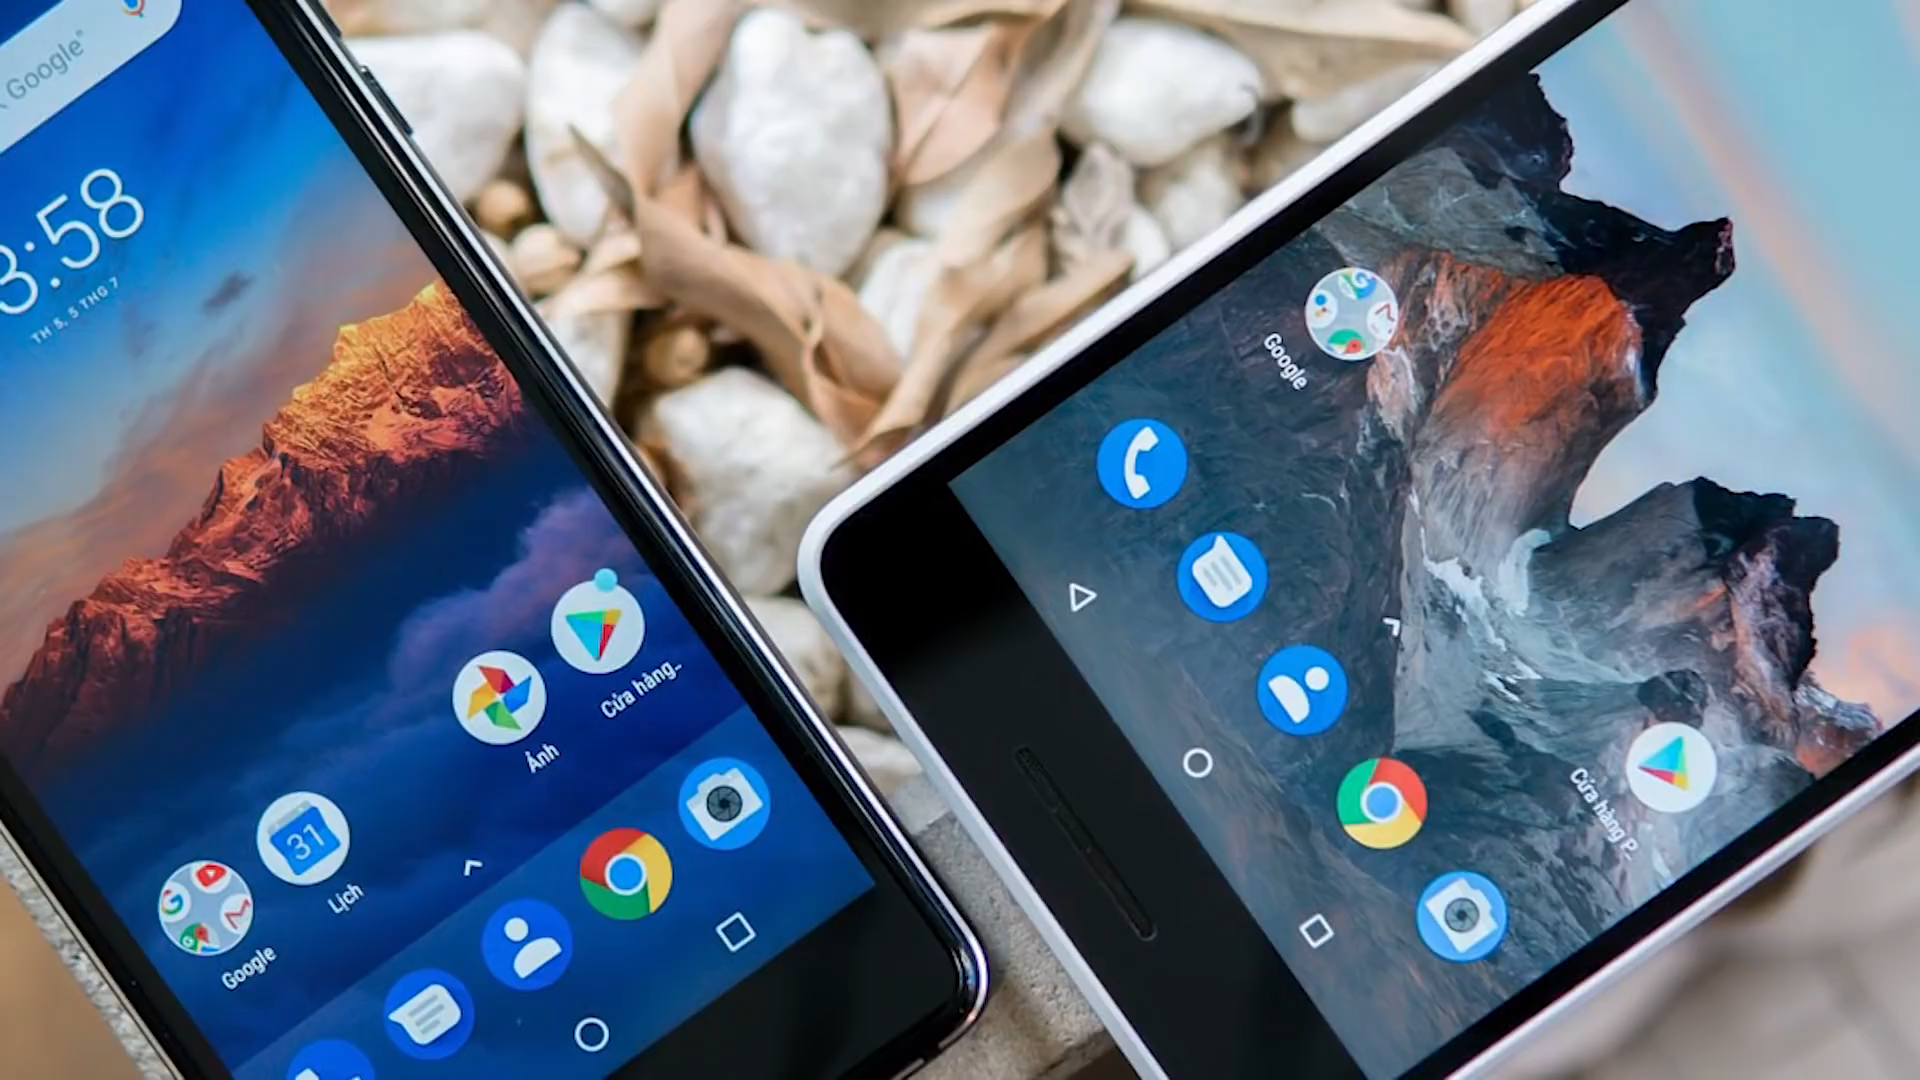 Google
3:58
TH 5, 5 THG 7
Cửa hàng..
Ảnh
31
Lịch
Google
Google
Cửa hàng P..